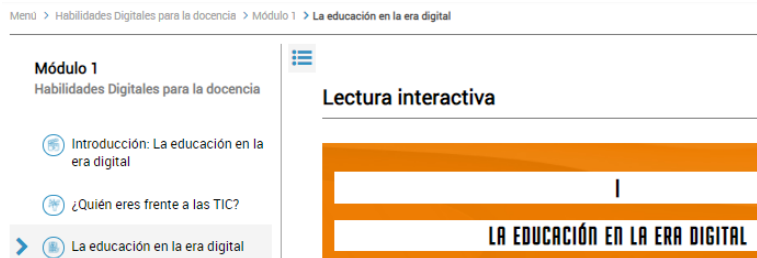 Menú > Habilidades Digitales para la docencia > Módulo 1 > La educación en la era digital
Módulo 1
Habilidades Digitales para la docencia
Introducción: La educación en la
era digital
¿Quién eres frente a las TIC?
La educación en la era digital
Lectura interactiva
I
LA EDUCACIÓN EN LA ERA DIGITAL